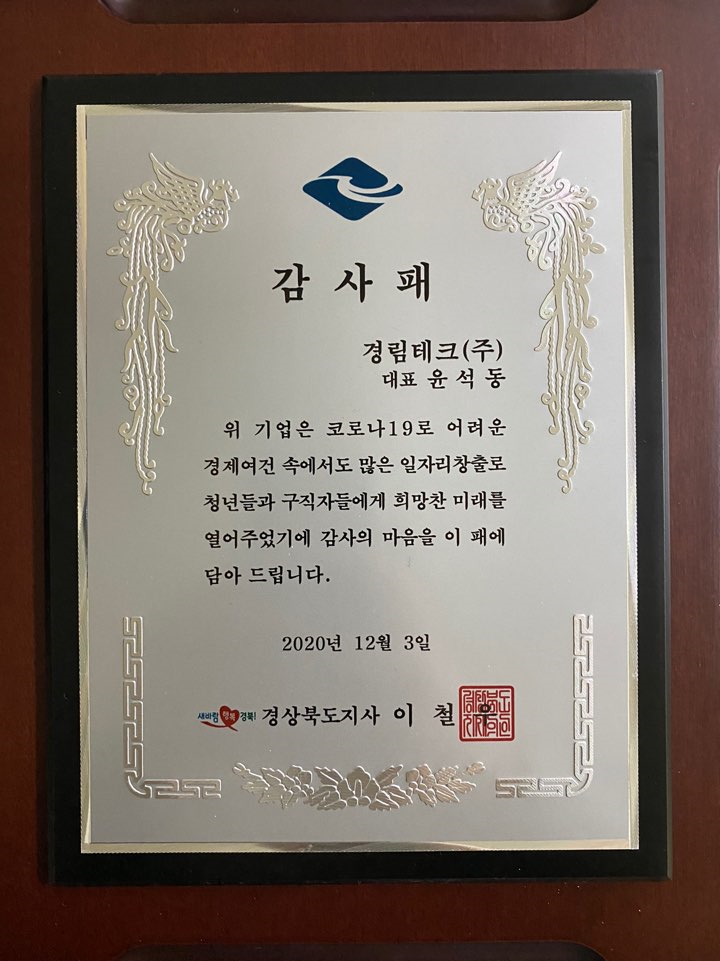 감 사 패
경림테크(주)
대표 윤 석 동
위 기업은 코로나19로 어려운
경제여건 속에서도 많은 일자리창출로
청년들과 구직자들에게 희망찬 미래를
열어주었기에 감사의 마음을 이 패에
담아 드립니다.
2020년 12월 3일
새바람 행복 경북! 경상북도지사 이 철 우